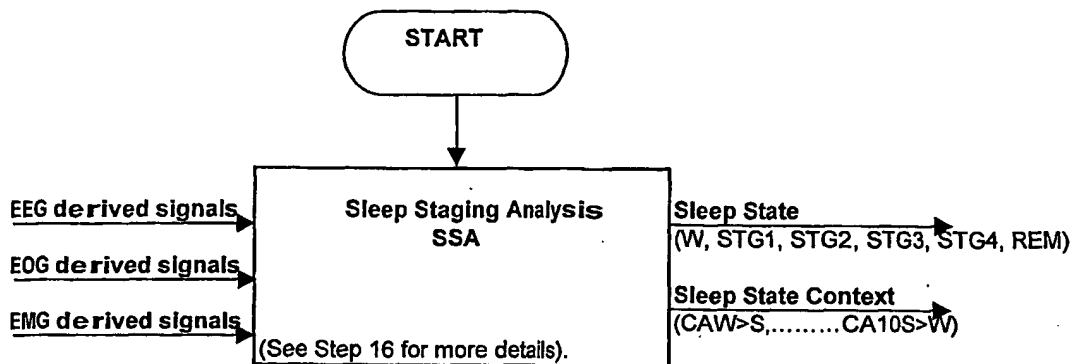 START
EEG derived signals
Sleep Staging Analysis
SSA
Sleep State
(W, STG1, STG2, STG3, STG4, REM)
EOG derived signals
Sleep State Context
(CAW>S,.........CA10S>W)
EMG derived signals
(See Step 16 for more details).